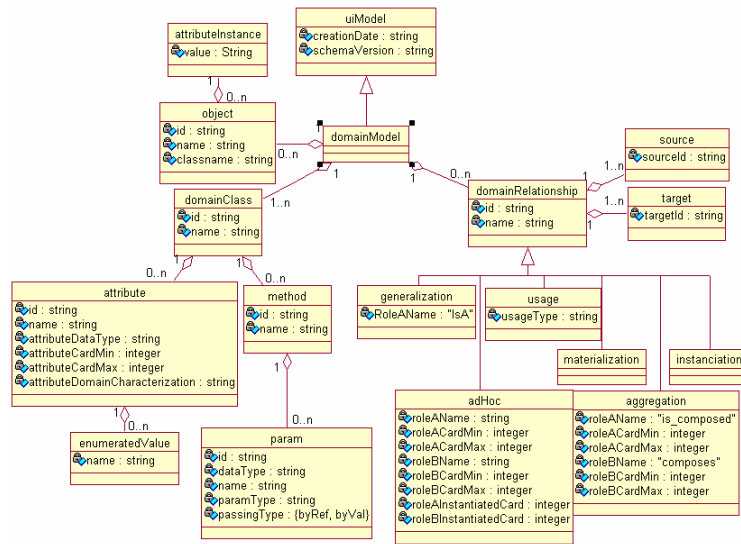 uiModel
creationDate : string
schemaVersion : string
attributeInstance
value : String
1
0..n
object
id : string
name : string
classname : string
1
0..n
domainModel
1
1
1..n
0..n
domainClass
id : string
name : string
1
1
0..n
0..n
domainRelationship
id : string
name : string
1
1..n
source
sourceId : string
1
1..n
target
targetId : string
attribute
id : string
name : string
attributeDataType : string
attributeCardMin : integer
attributeCardMax : integer
attributeDomainCharacterization : string
1
0..n
enumeratedValue
name : string
method
id : string
name : string
1
0..n
param
id : string
dataType : string
name : string
paramType : string
passingType : {byRef, byVal}
generalization
RoleAName : "IsA"
usage
usageType : string
materialization
instanciation
adHoc
roleAName : string
roleACardMin : integer
roleACardMax : integer
roleBName : string
roleBCardMin : integer
roleBCardMax : integer
roleAInstantiatedCard : integer
roleBInstantiatedCard : integer
aggregation
roleAName : "is_composed"
roleACardMin : integer
roleACardMax : integer
roleBName : "composes"
roleBCardMin : integer
roleBCardMax : integer